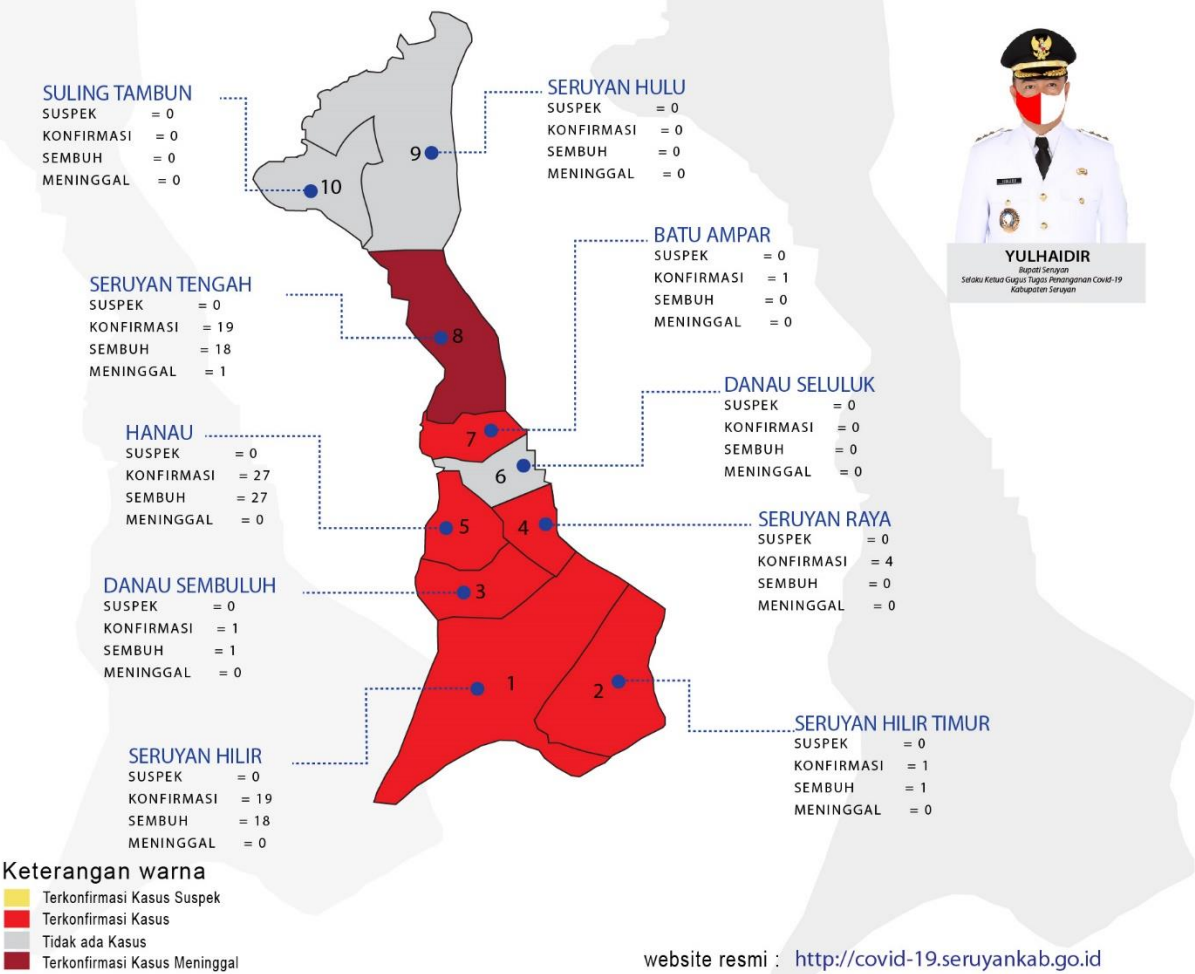 SULING TAMBUN
SUSPEK = 0
KONFIRMASI = 0
SEMBUH = 0
MENINGGAL = 0
SERUYAN HULU
SUSPEK = 0
KONFIRMASI = 0
SEMBUH = 0
MENINGGAL = 0
YULHAIDIR
Bupati Seruyan
Selaku Ketua Gugus Tugas Penanganan Covid-19
Kabupaten Seruyan
9
10
BATU AMPAR
SUSPEK = 0
KONFIRMASI = 1
SEMBUH = 0
MENINGGAL = 0
SERUYAN TENGAH
SUSPEK = 0
KONFIRMASI = 19
SEMBUH = 18
MENINGGAL = 1
8
DANAU SELULUK
SUSPEK = 0
KONFIRMASI = 0
SEMBUH = 0
MENINGGAL = 0
HANAU
SUSPEK = 0
KONFIRMASI = 27
SEMBUH = 27
MENINGGAL = 0
7
6
5
4
SERUYAN RAYA
SUSPEK = 0
KONFIRMASI = 4
SEMBUH = 0
MENINGGAL = 0
DANAU SEMBULUH
SUSPEK = 0
KONFIRMASI = 1
SEMBUH = 1
MENINGGAL = 0
3
1
2
SERUYAN HILIR TIMUR
SUSPEK = 0
KONFIRMASI = 1
SEMBUH = 1
MENINGGAL = 0
SERUYAN HILIR
SUSPEK = 0
KONFIRMASI = 19
SEMBUH = 18
MENINGGAL = 0
Keterangan warna
Terkonfirmasi Kasus Suspek
Terkonfirmasi Kasus
Tidak ada Kasus
Terkonfirmasi Kasus Meninggal
website resmi : http://covid-19.seruyankab.go.id